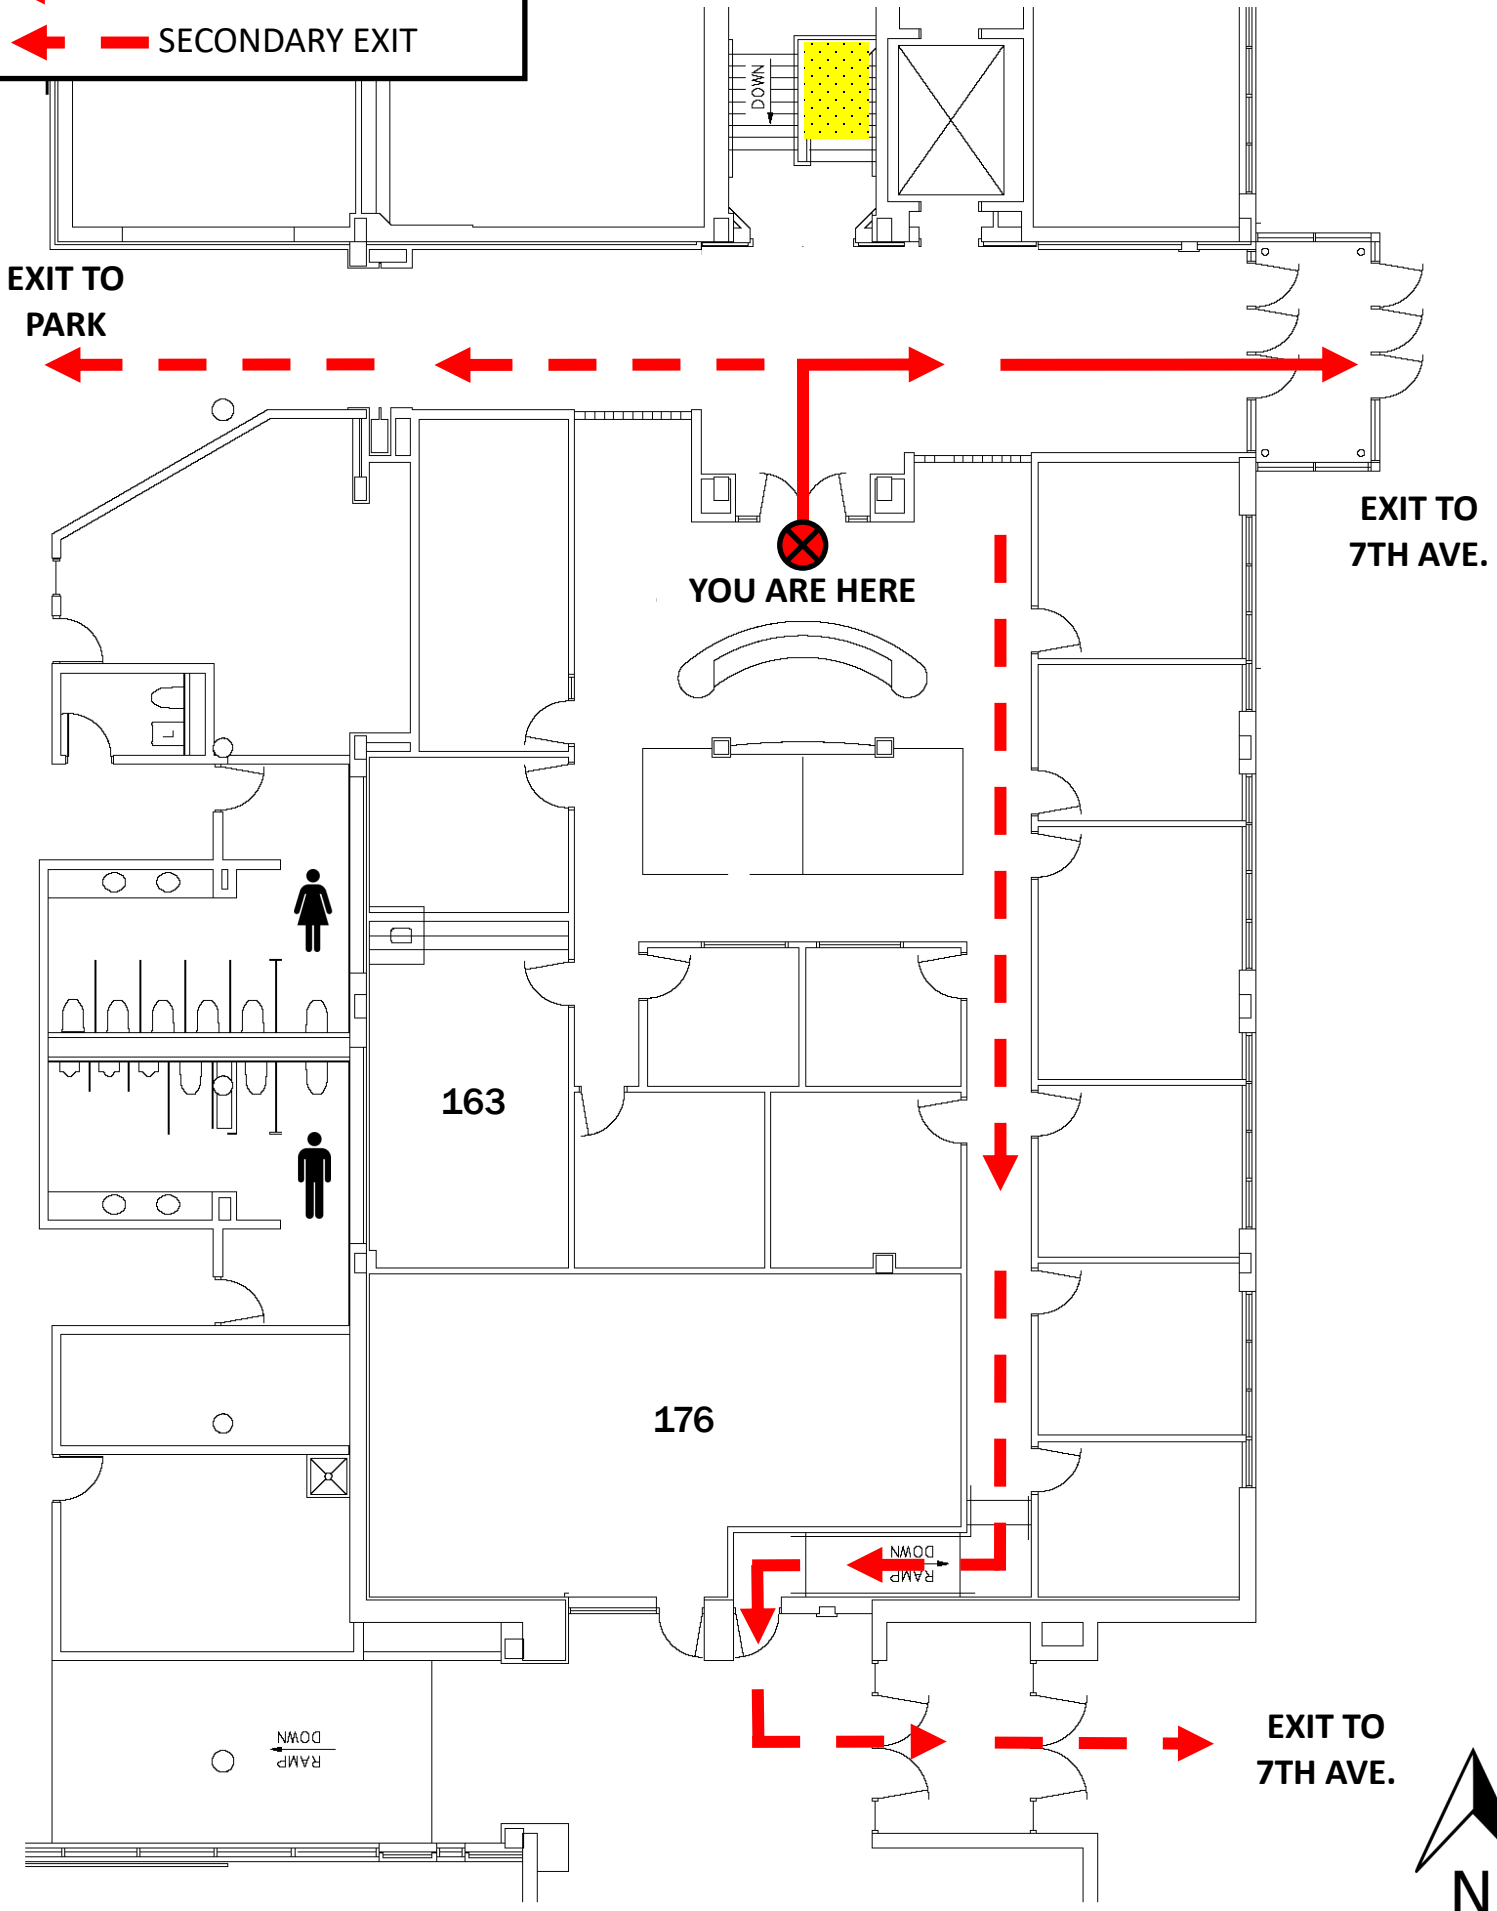 SECONDARY EXIT
DOWN
EXIT TO
PARK
EXIT TO
7TH AVE.
YOU ARE HERE
163
176
RAMP
DOWN
RAMP
DOWN
EXIT TO
7TH AVE.
N